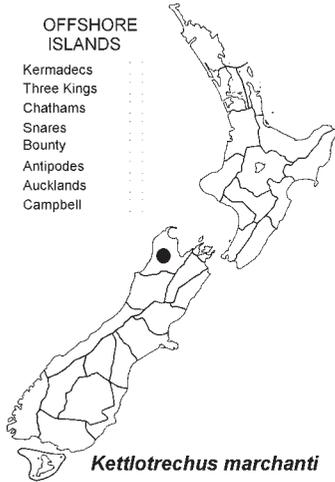 OFFSHORE
ISLANDS
Kermadecs
Three Kings
Chathams
Snares
Bounty
Antipodes
Aucklands
Campbell
Kettlotrechus marchanti